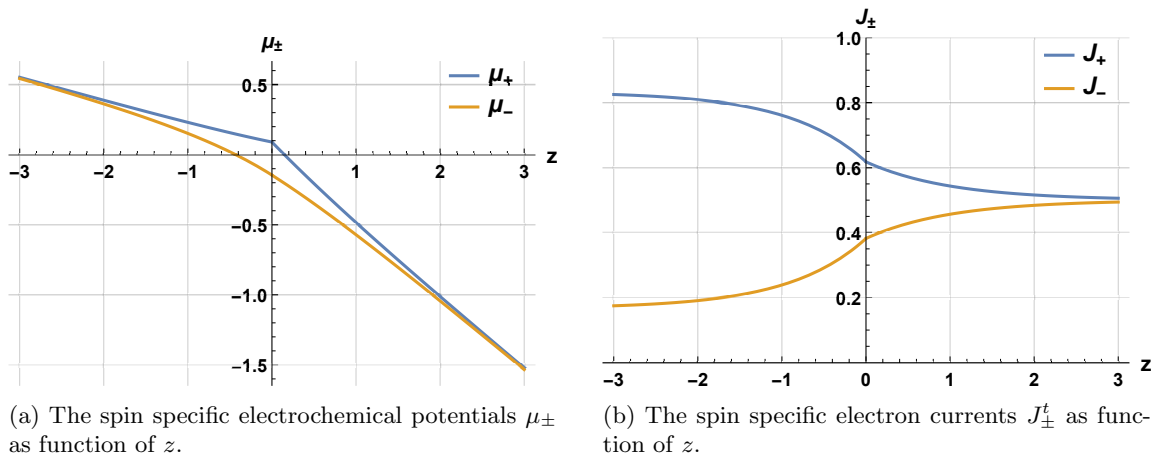 μ±
μ+
μ−
0.5
−3 −2 −1 1 2 3 z
−0.5
−1.0
−1.5
(a) The spin specific electrochemical potentials μ±
as function of z.
J±
1.0
J+
J−
0.8
0.6
0.4
0.2
−3 −2 −1 0 1 2 3 z
(b) The spin specific electron currents J^t_± as func-
tion of z.